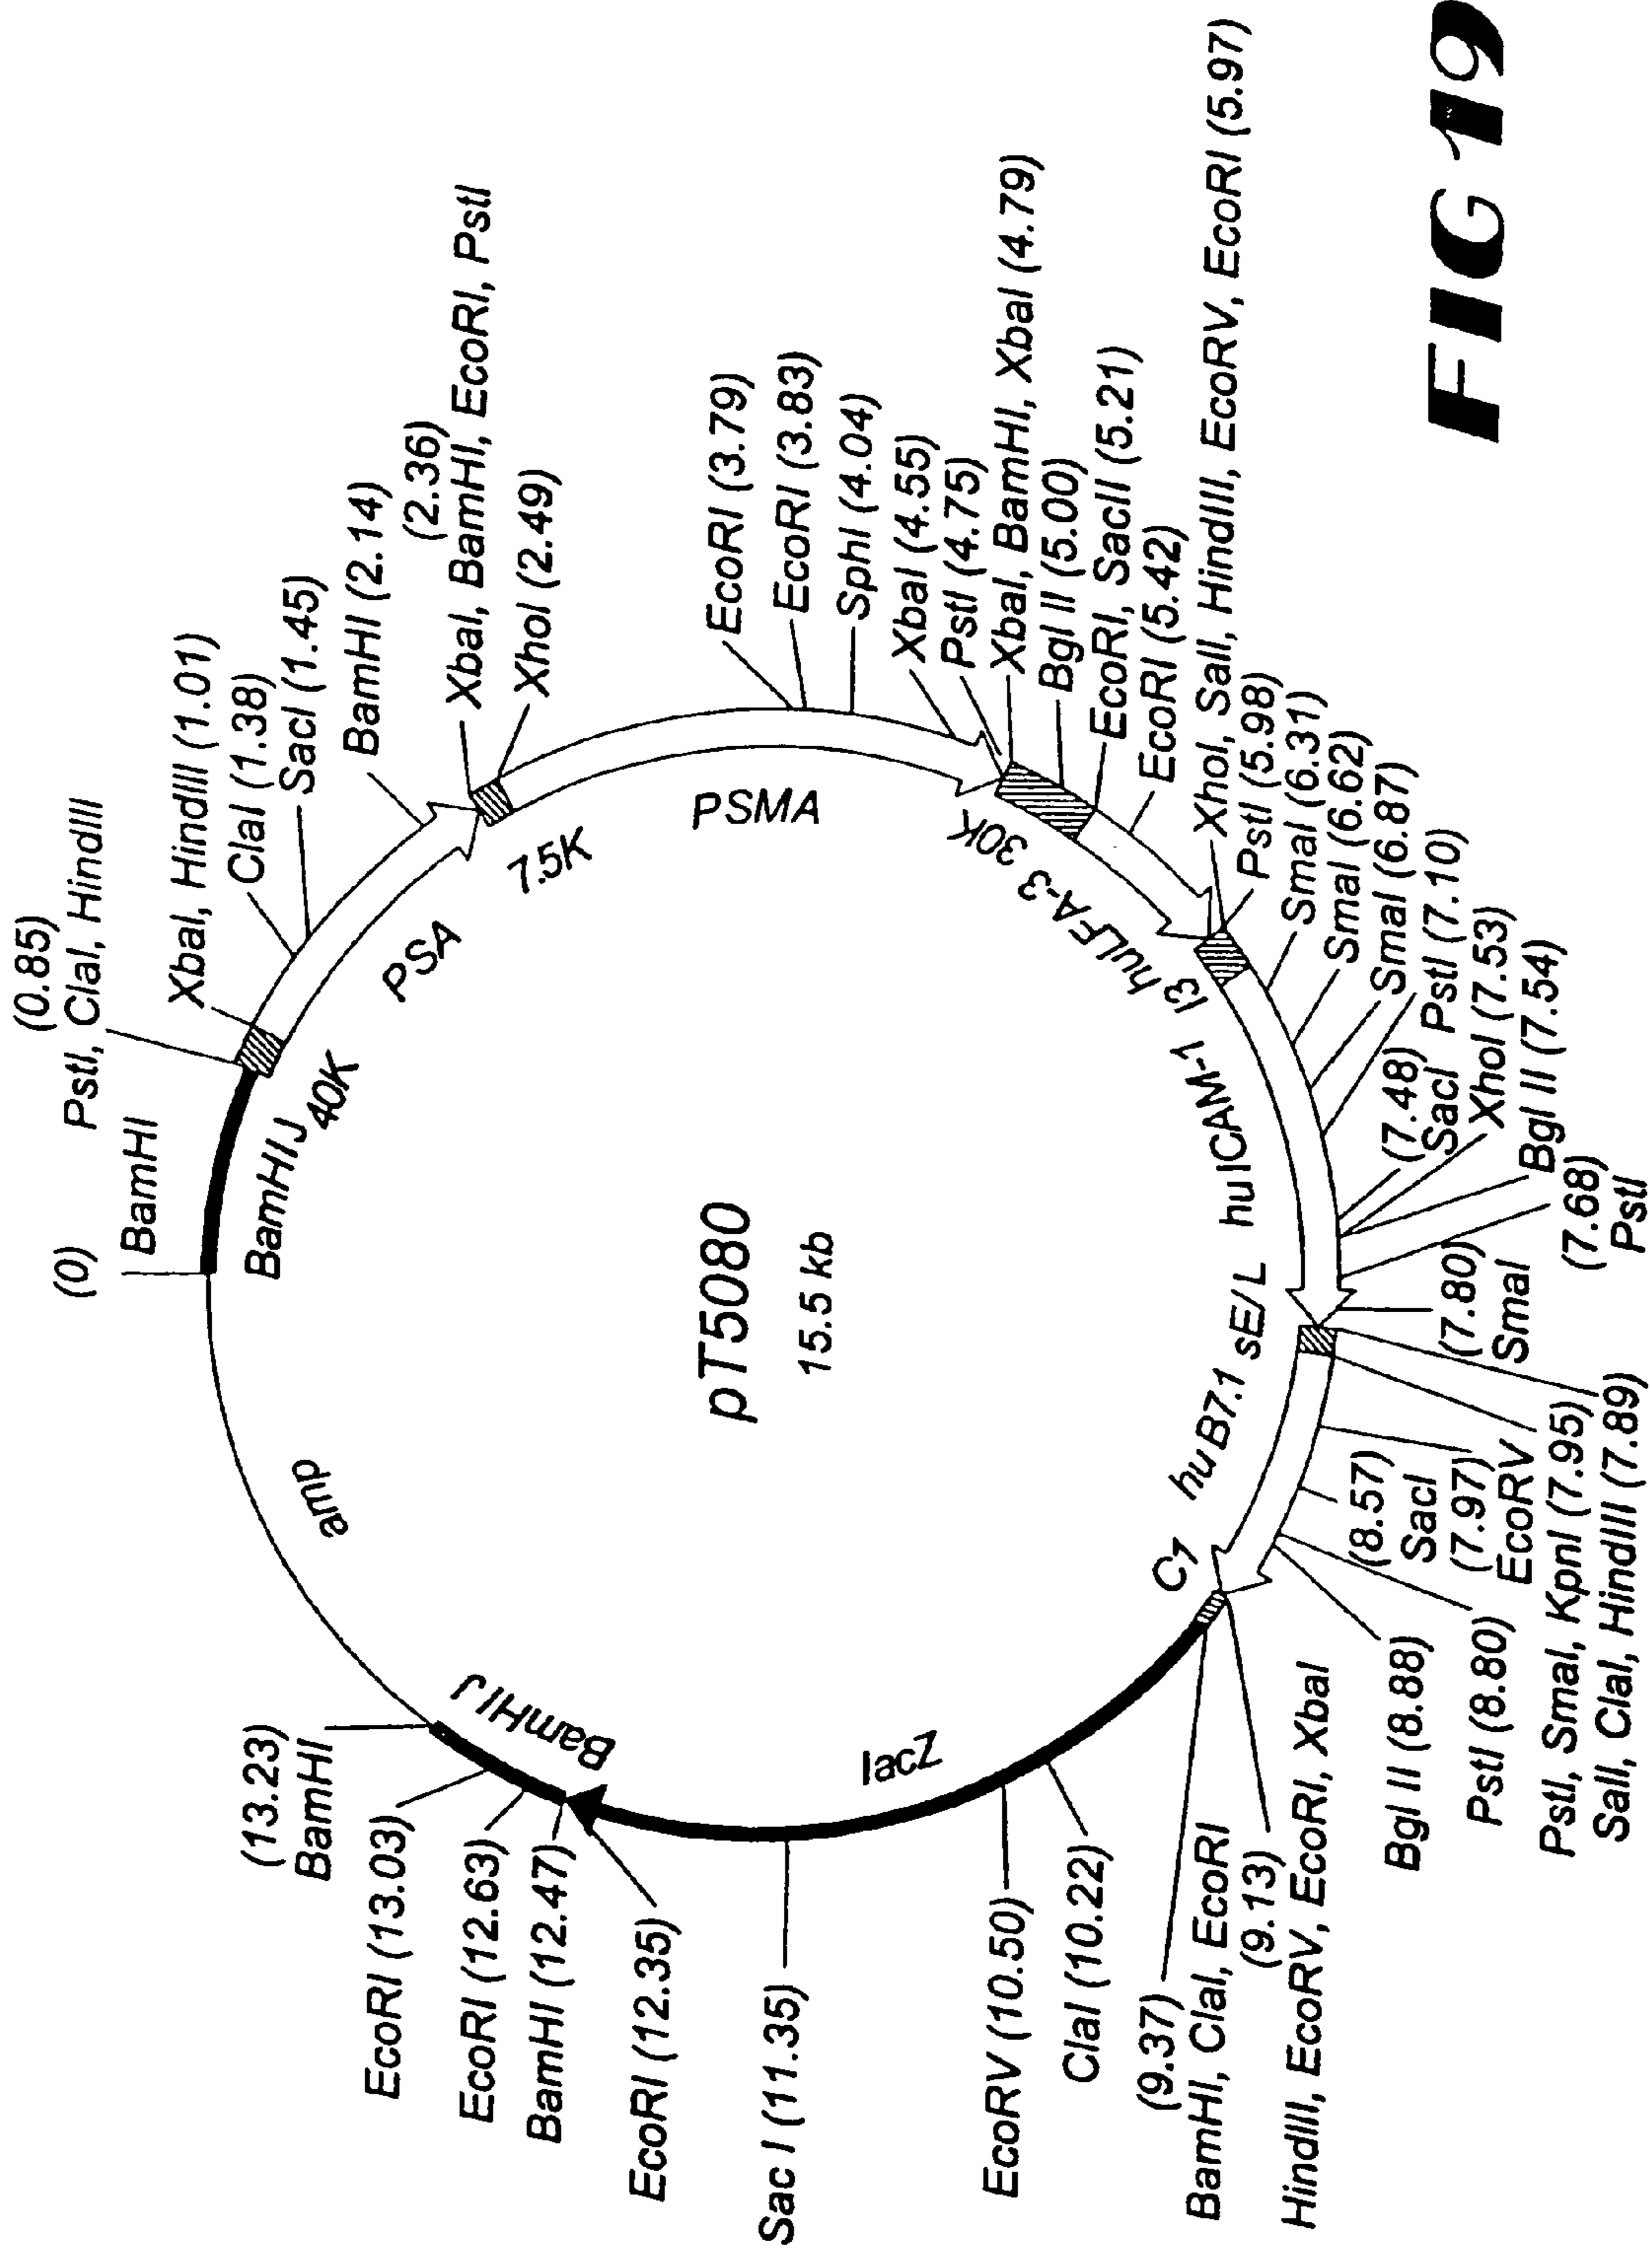 (0)
BamHI
(0.85)
PstI, ClaI, HindIII
XbaI, HindIII (1.01)
ClaI (1.38)
SacI (1.45)
BamHI (2.14)
(2.36)
XbaI, BamHI, EcoRI, PstI
XhoI (2.49)
EcoRI (3.79)
EcoRI (3.83)
SphI (4.04)
XbaI (4.55)
PstI (4.75)
XbaI, BamHI, XbaI (4.79)
Bgl II (5.00)
EcoRI, SacII (5.21)
EcoRI (5.42)
XhoI, SalI, HindIII, EcoRV, EcoRI (5.97)
PstI (5.98)
SmaI (6.31)
SmaI (6.62)
SmaI (6.87)
PstI (7.10)
(7.48)
SacI
XhoI (7.53)
Bgl II (7.54)
(7.68)
PstI
(7.80)
SmaI
SalI, ClaI, HindIII (7.89)
PstI, SmaI, KpnI (7.95)
(7.97)
EcoRV
(8.57)
SacI
PstI (8.80)
Bgl II (8.88)
(9.13)
HindIII, EcoRV, EcoRI, XbaI
(9.37)
BamHI, ClaI, EcoRI
ClaI (10.22)
EcoRV (10.50)
Sac I (11.35)
EcoRI (12.35)
BamHI (12.47)
EcoRI (12.63)
EcoRI (13.03)
(13.23)
BamHI
BamHI J
40K
PSA
7.5K
PSMA
30K
huLFA-3
I3
hu ICAM-1
sE/L
huB7.1
C1
lacZ
BamHI J
amp
pT5080
15.5 kb
FIG 19